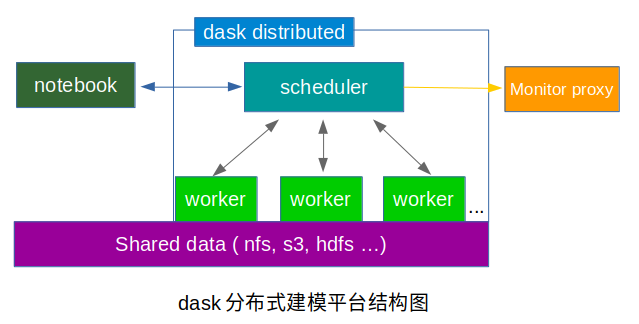 dask distributed
notebook
scheduler
Monitor proxy
worker
worker
worker
...
Shared data ( nfs, s3, hdfs ...)
dask 分布式建模平台结构图